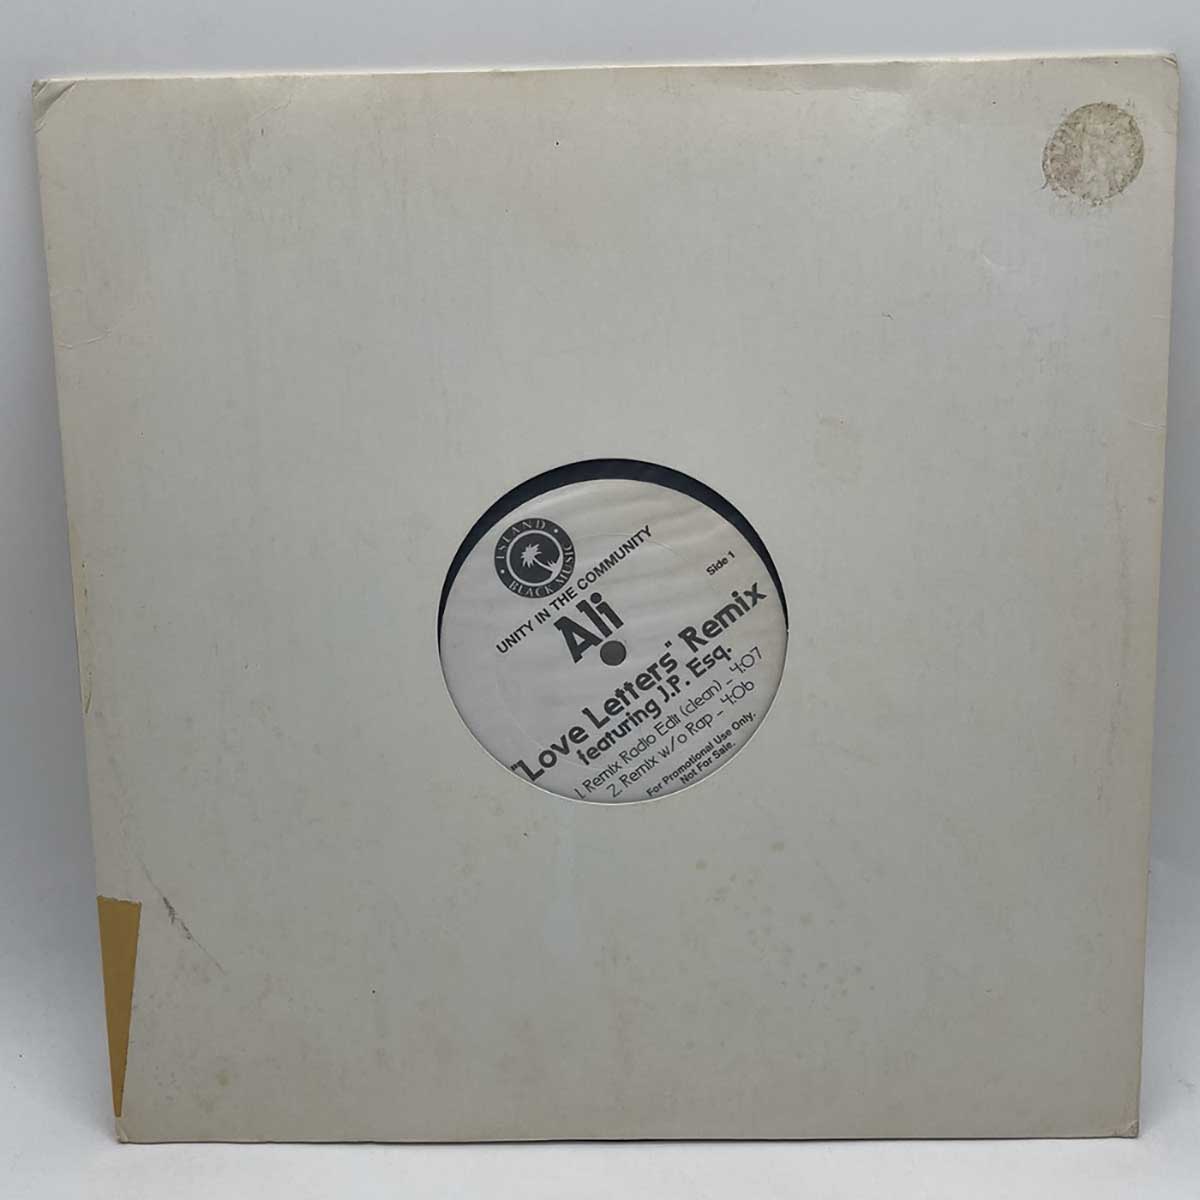 • ISLAND •
BLACK MUSIC
UNITY IN THE COMMUNITY
Side 1
Ali
"Love Letters" Remix
featuring J.P. Esq.
1. Remix Radio Edit (clean) - 4:07
2. Remix w/o Rap - 4:06
For Promotional Use Only.
Not For Sale.